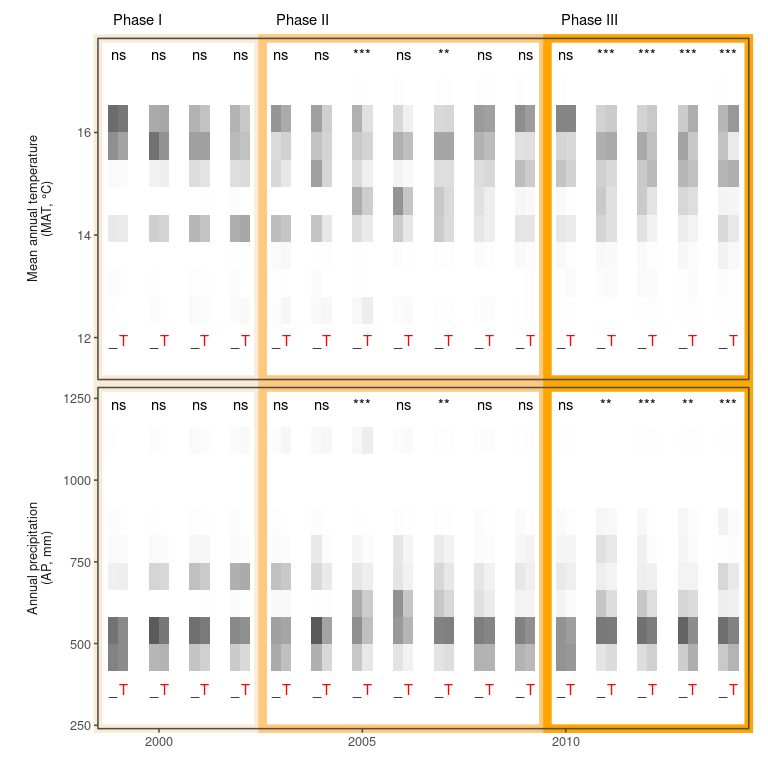 Phase I Phase II Phase III
ns ns ns ns ns ns *** ns ** ns ns ns *** *** *** ***
16
14
12
Mean annual temperature
(MAT, °C)
_T _T _T _T _T _T _T _T _T _T _T _T _T _T _T _T
1250
ns ns ns ns ns ns *** ns ** ns ns ns ** *** ** ***
1000
750
500
250
Annual precipitation
(AP, mm)
_T _T _T _T _T _T _T _T _T _T _T _T _T _T _T _T
2000 2005 2010